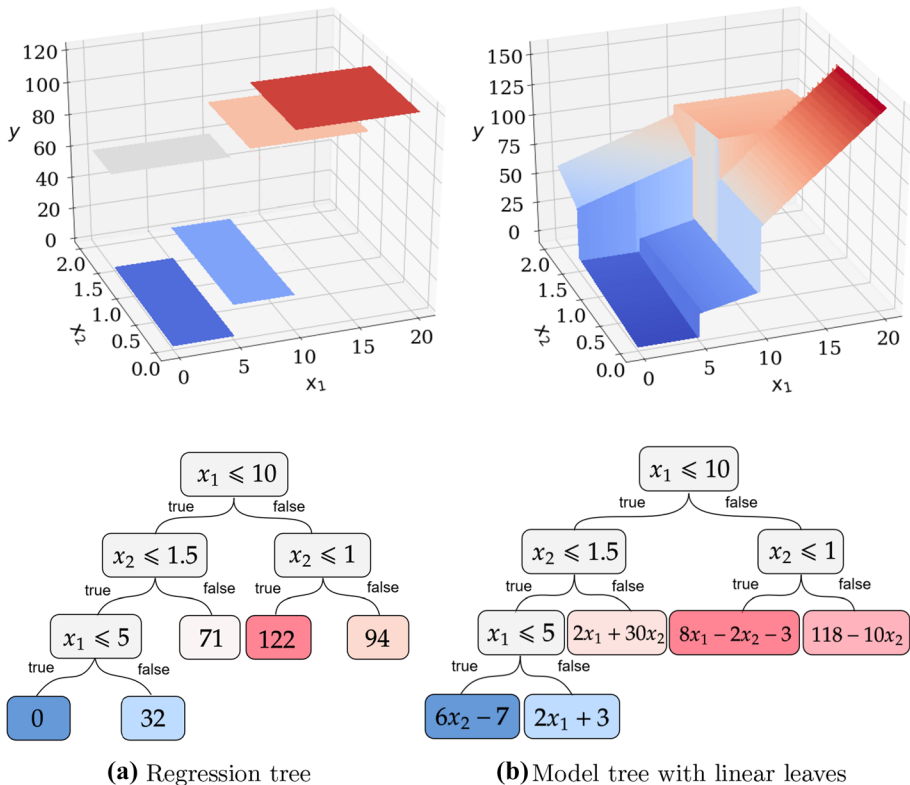 120
100
80
60
40
20
0
y
2.0
1.5
1.0
0.5
0.0
x₂
0
5
10
15
20
x₁
150
125
100
75
50
25
0
y
2.0
1.5
1.0
0.5
0.0
x₂
0
5
10
15
20
x₁
x₁ ⩽ 10
true false
x₂ ⩽ 1.5 x₂ ⩽ 1
true false true false
x₁ ⩽ 5 71 122 94
true false
0 32
(a) Regression tree
x₁ ⩽ 10
true false
x₂ ⩽ 1.5 x₂ ⩽ 1
true false true false
x₁ ⩽ 5 2x₁ + 30x₂ 8x₁ − 2x₂ − 3 118 − 10x₂
true false
6x₂ − 7 2x₁ + 3
(b) Model tree with linear leaves